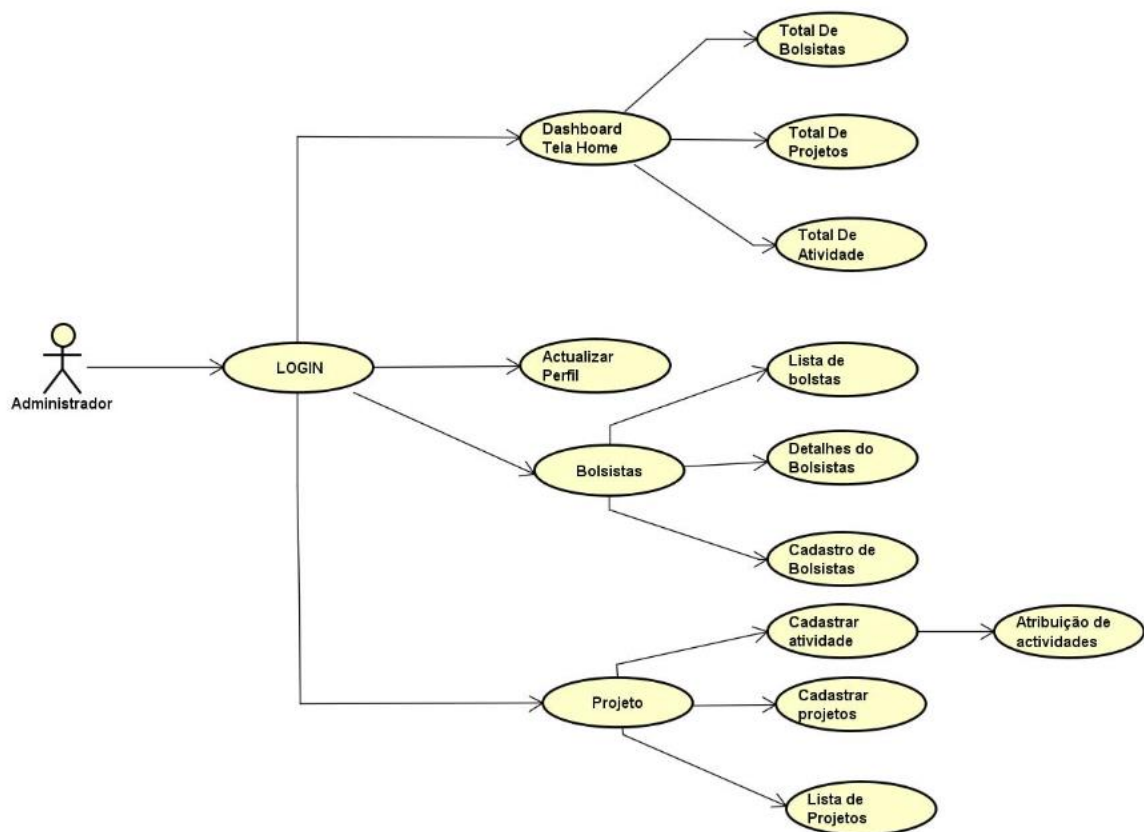 Total De
Bolsistas
Dashboard
Tela Home
Total De
Projetos
Total De
Atividade
Administrador
LOGIN
Actualizar
Perfil
Lista de
bolstas
Bolsistas
Detalhes do
Bolsistas
Cadastro de
Bolsistas
Projeto
Cadastrar
atividade
Atribuição de
actividades
Cadastrar
projetos
Lista de
Projetos